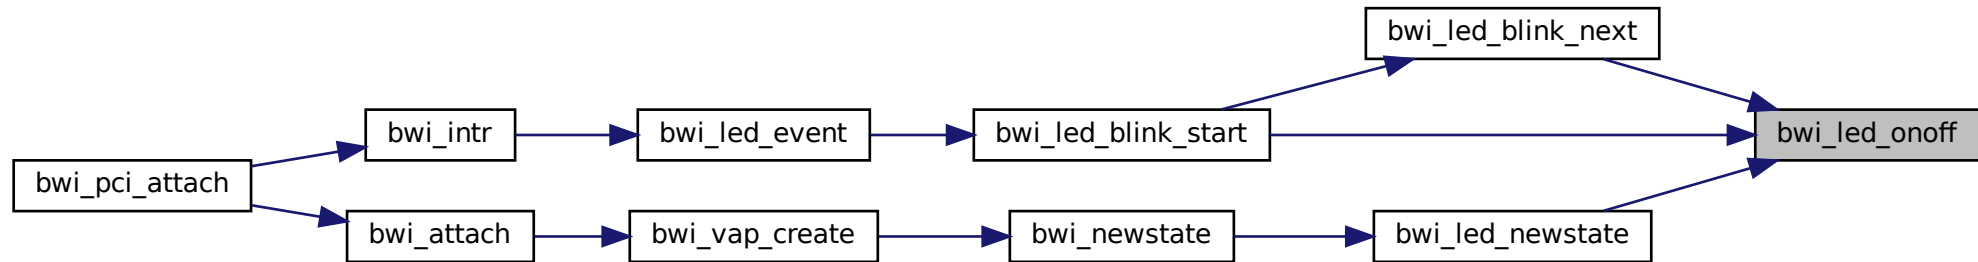 bwi_led_blink_next
bwi_intr
bwi_led_event
bwi_led_blink_start
bwi_led_onoff
bwi_pci_attach
bwi_attach
bwi_vap_create
bwi_newstate
bwi_led_newstate